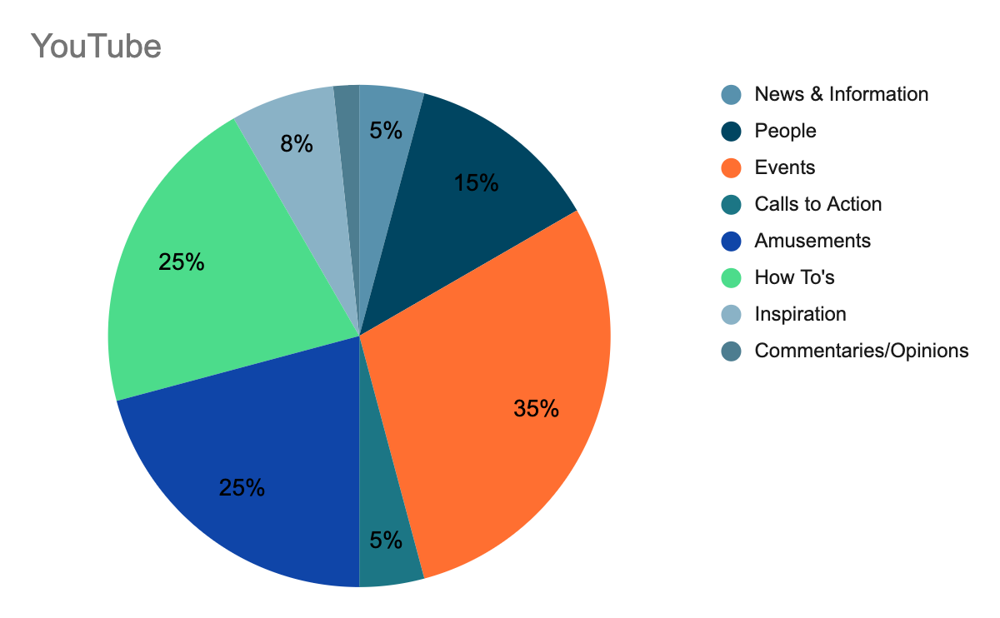 YouTube
5%
15%
35%
5%
25%
25%
8%
News & Information
People
Events
Calls to Action
Amusements
How To's
Inspiration
Commentaries/Opinions